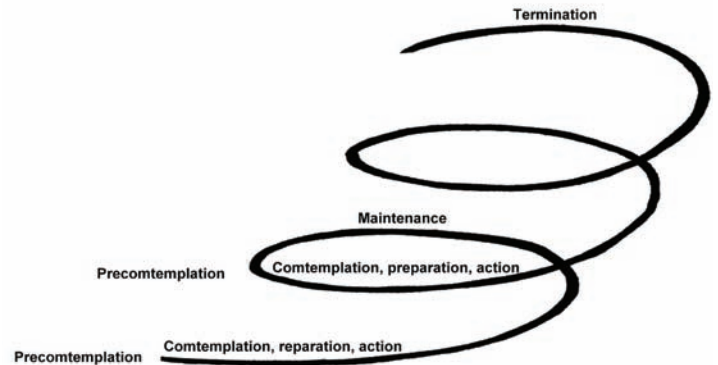 Termination
Maintenance
Precomtemplation
Comtemplation, preparation, action
Comtemplation, reparation, action
Precomtemplation